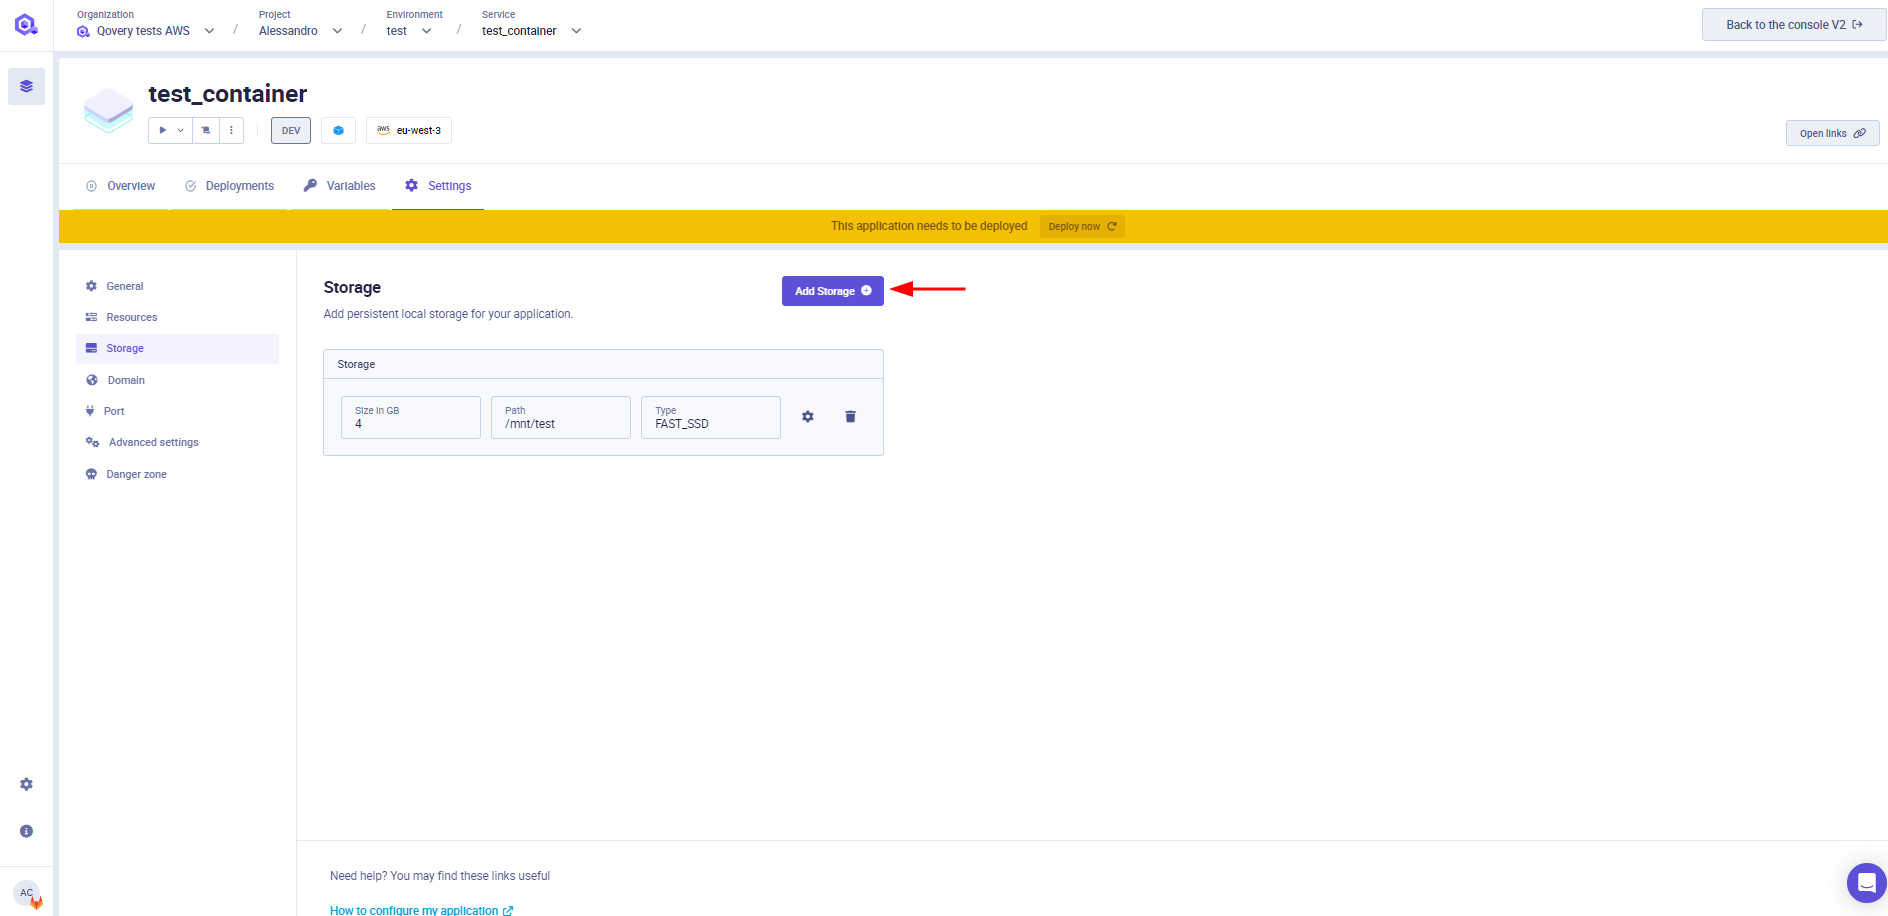 Organization Project Environment Service
Qovery tests AWS / Alessandro / test / test_container
Back to the console V2
test_container
DEV aws eu-west-3
Open links
Overview Deployments Variables Settings
This application needs to be deployed Deploy now
General
Resources
Storage
Domain
Port
Advanced settings
Danger zone
Storage
Add Storage
Add persistent local storage for your application.
Storage
Size in GB
4
Path
/mnt/test
Type
FAST_SSD
Need help? You may find these links useful
How to configure my application
AC